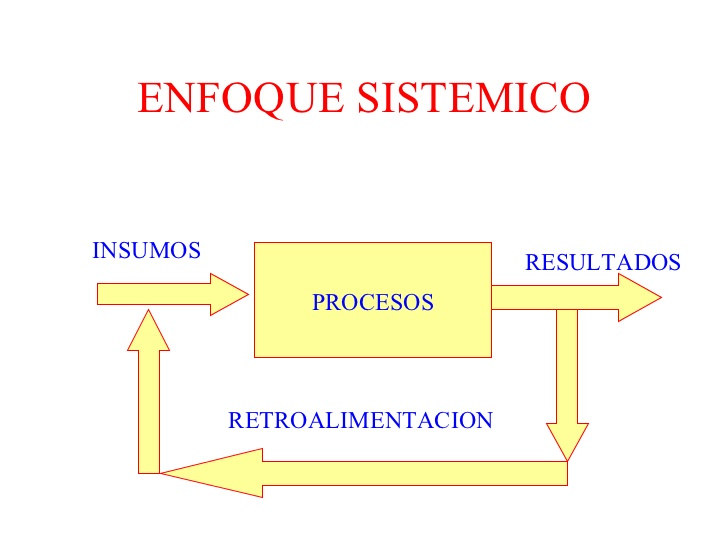 ENFOQUE SISTEMICO
INSUMOS
RESULTADOS
PROCESOS
RETROALIMENTACION